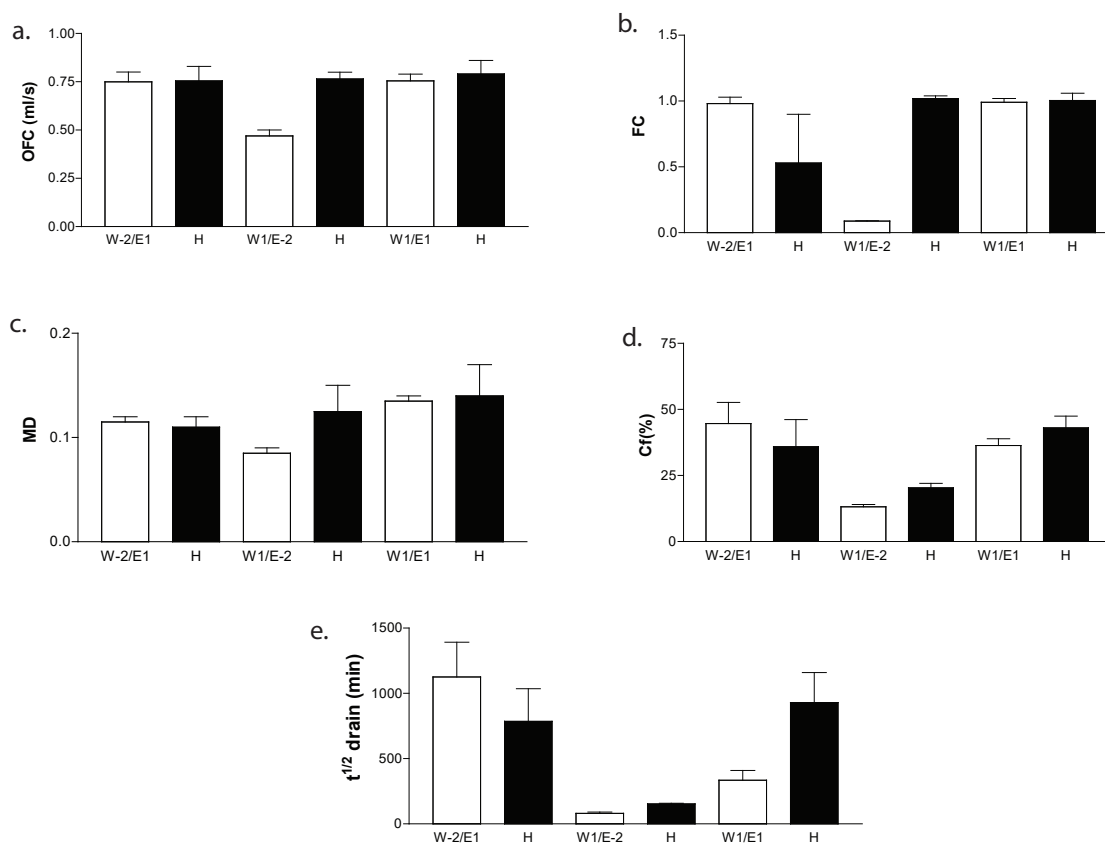 a.
OFC (ml/s)
1.00
0.75
0.50
0.25
0.00
W-2/E1 H W1/E-2 H W1/E1 H
b.
FC
1.5
1.0
0.5
0.0
W-2/E1 H W1/E-2 H W1/E1 H
c.
MD
0.2
0.1
0.0
W-2/E1 H W1/E-2 H W1/E1 H
d.
Cf(%)
75
50
25
0
W-2/E1 H W1/E-2 H W1/E1 H
e.
t1/2 drain (min)
1500
1000
500
0
W-2/E1 H W1/E-2 H W1/E1 H